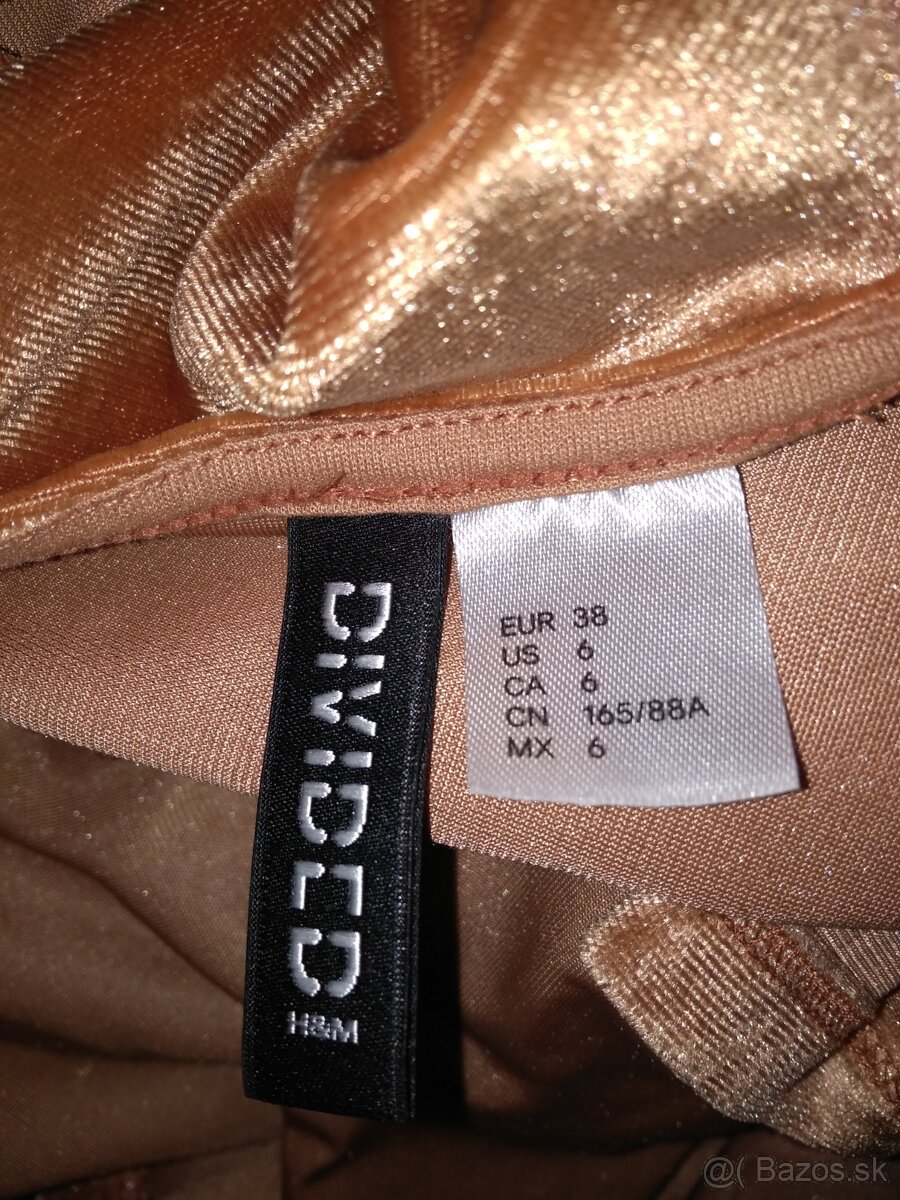 DIVIDED
H&M
EUR 38
US 6
CA 6
CN 165/88A
MX 6
@( Bazos.sk